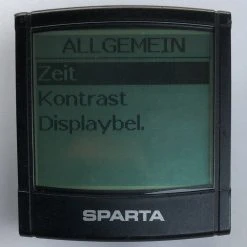 ALLGEMEIN
Zeit
Kontrast
Displaybel.
SPARTA